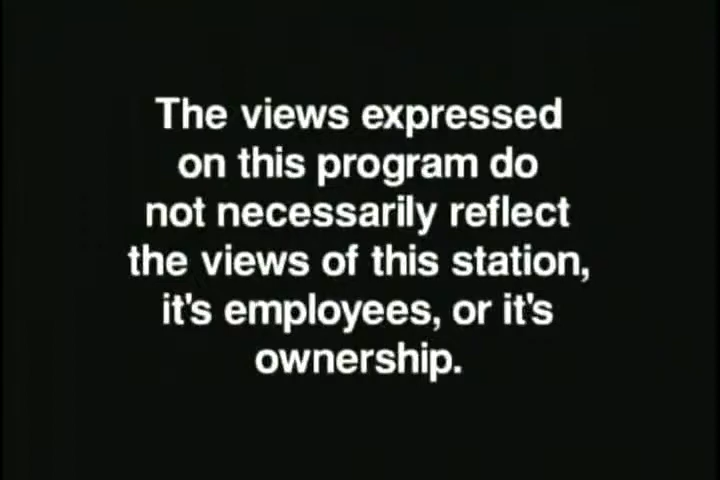 The views expressed
on this program do
not necessarily reflect
the views of this station,
it's employees, or it's
ownership.